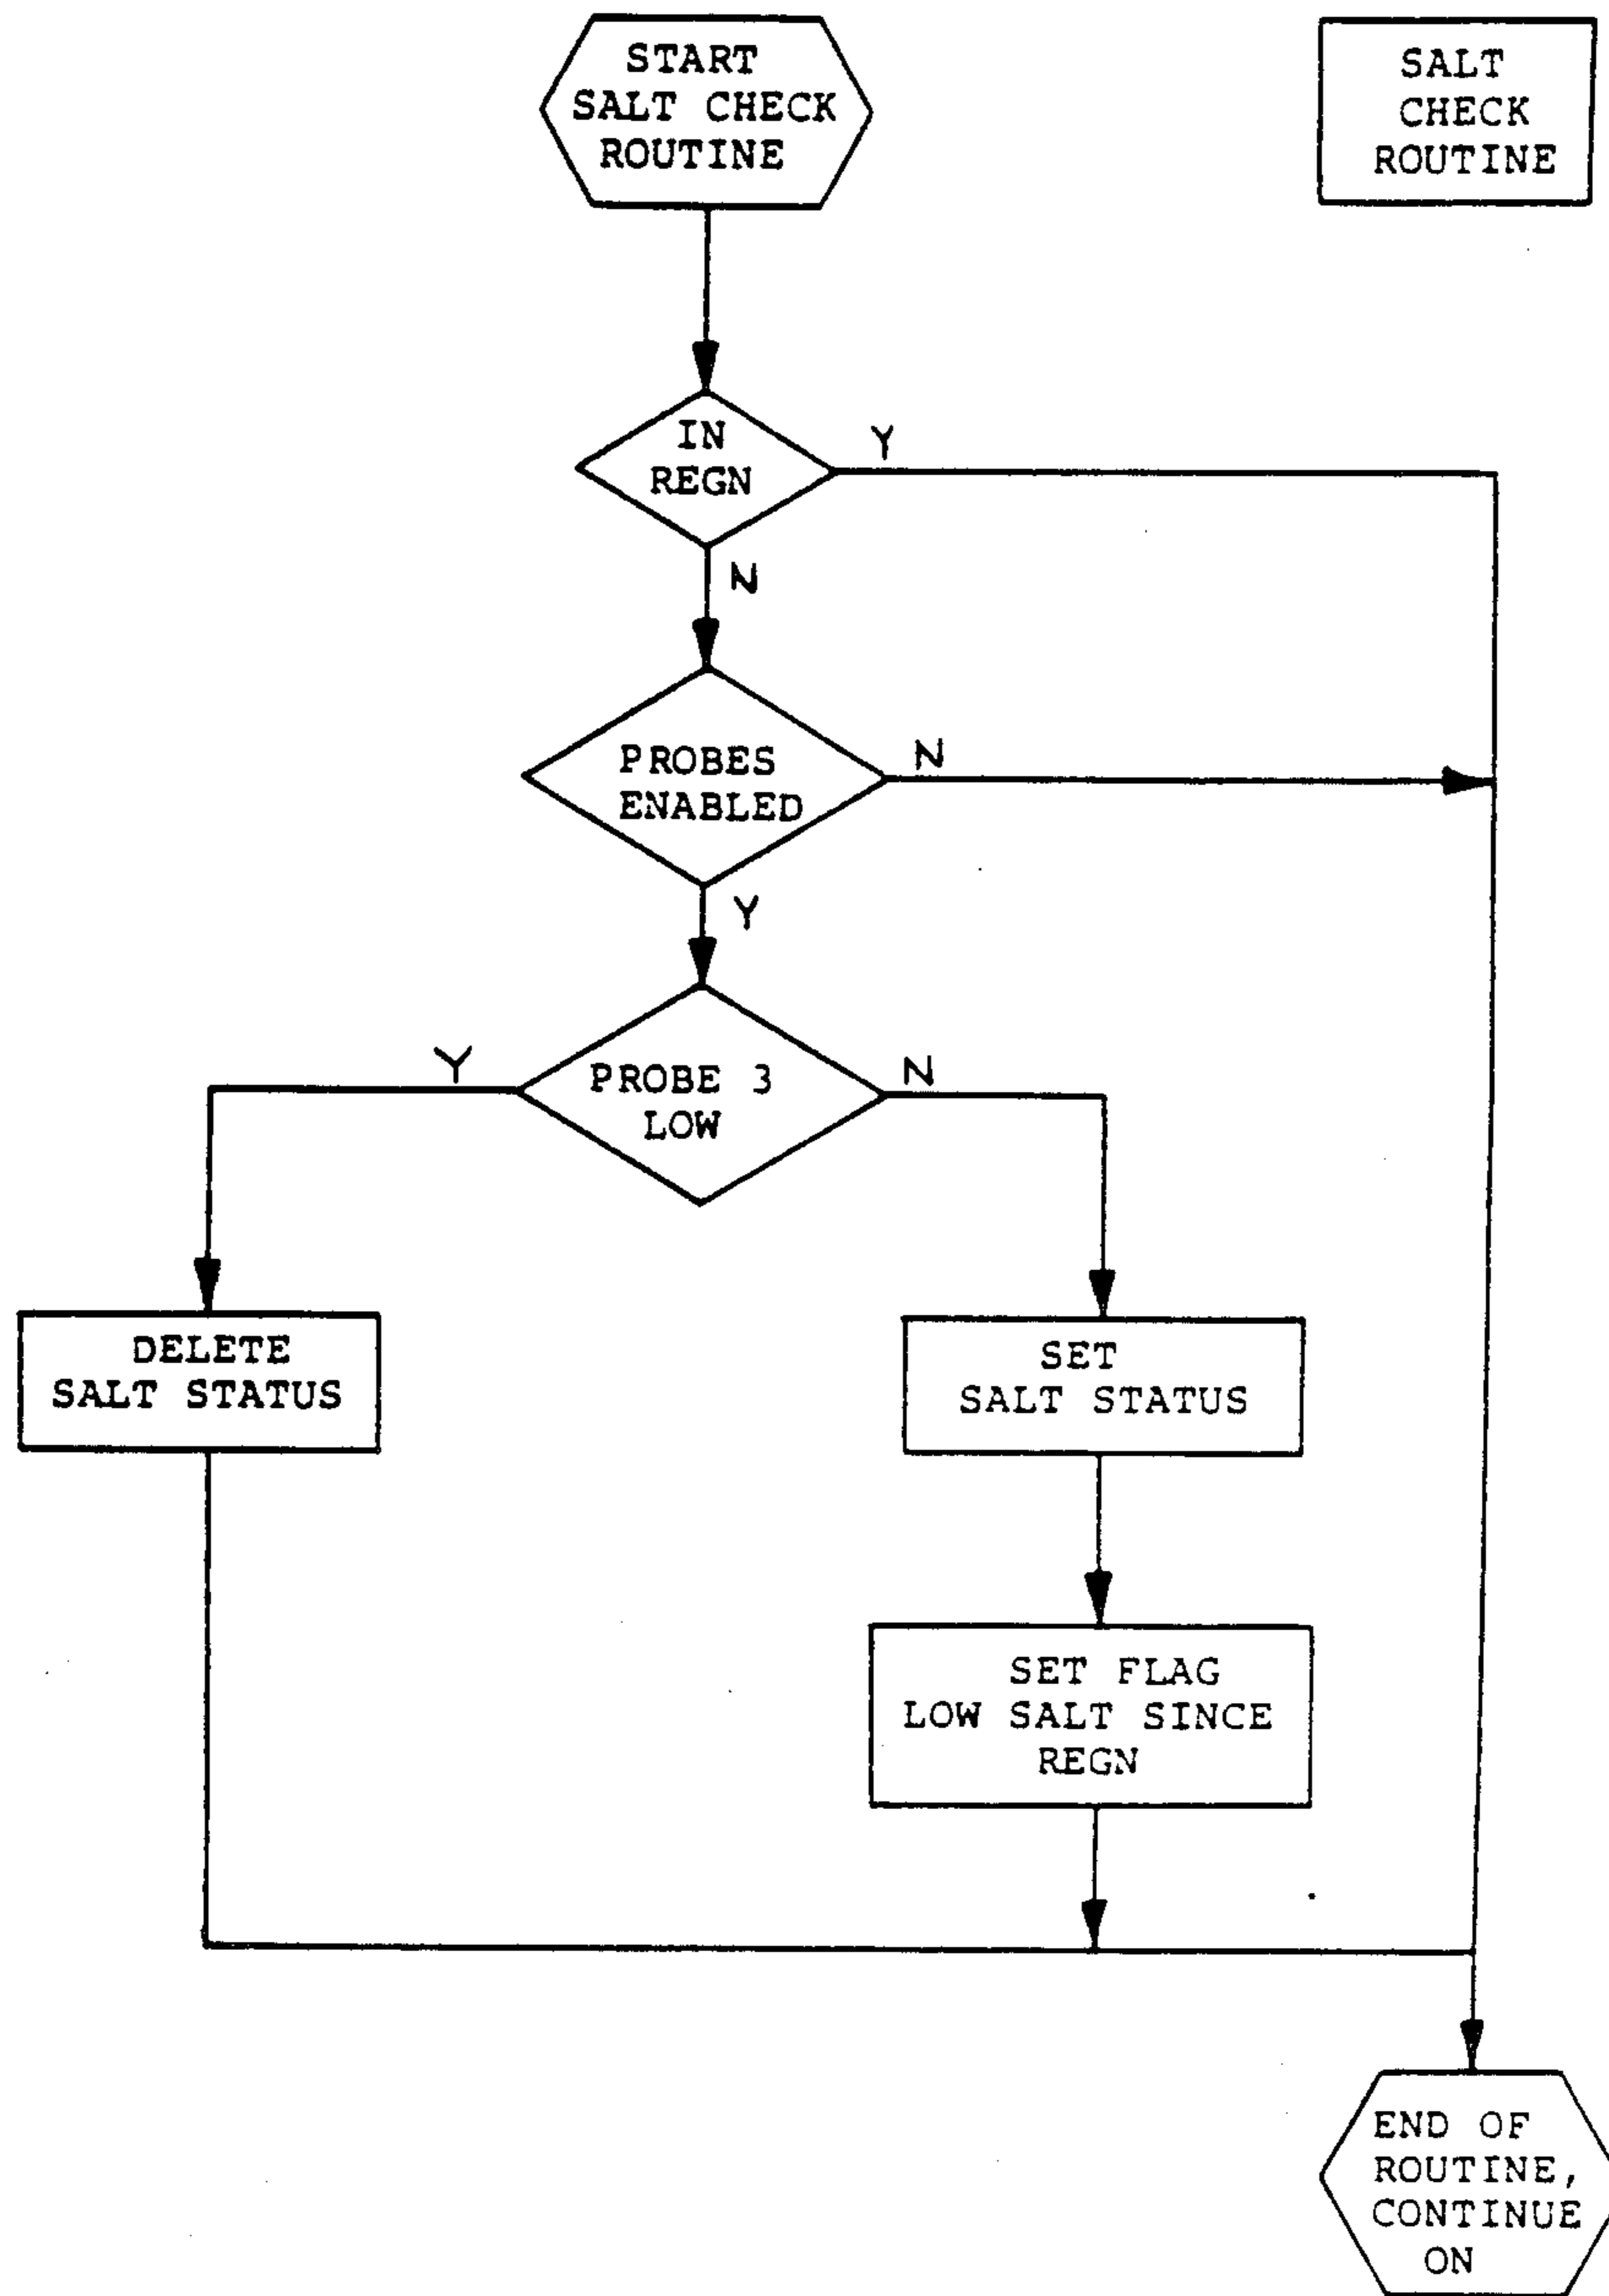 START
SALT CHECK
ROUTINE
SALT
CHECK
ROUTINE
IN
REGN
Y
N
PROBES
ENABLED
N
Y
PROBE 3
LOW
Y
N
DELETE
SALT STATUS
SET
SALT STATUS
SET FLAG
LOW SALT SINCE
REGN
END OF
ROUTINE,
CONTINUE
ON